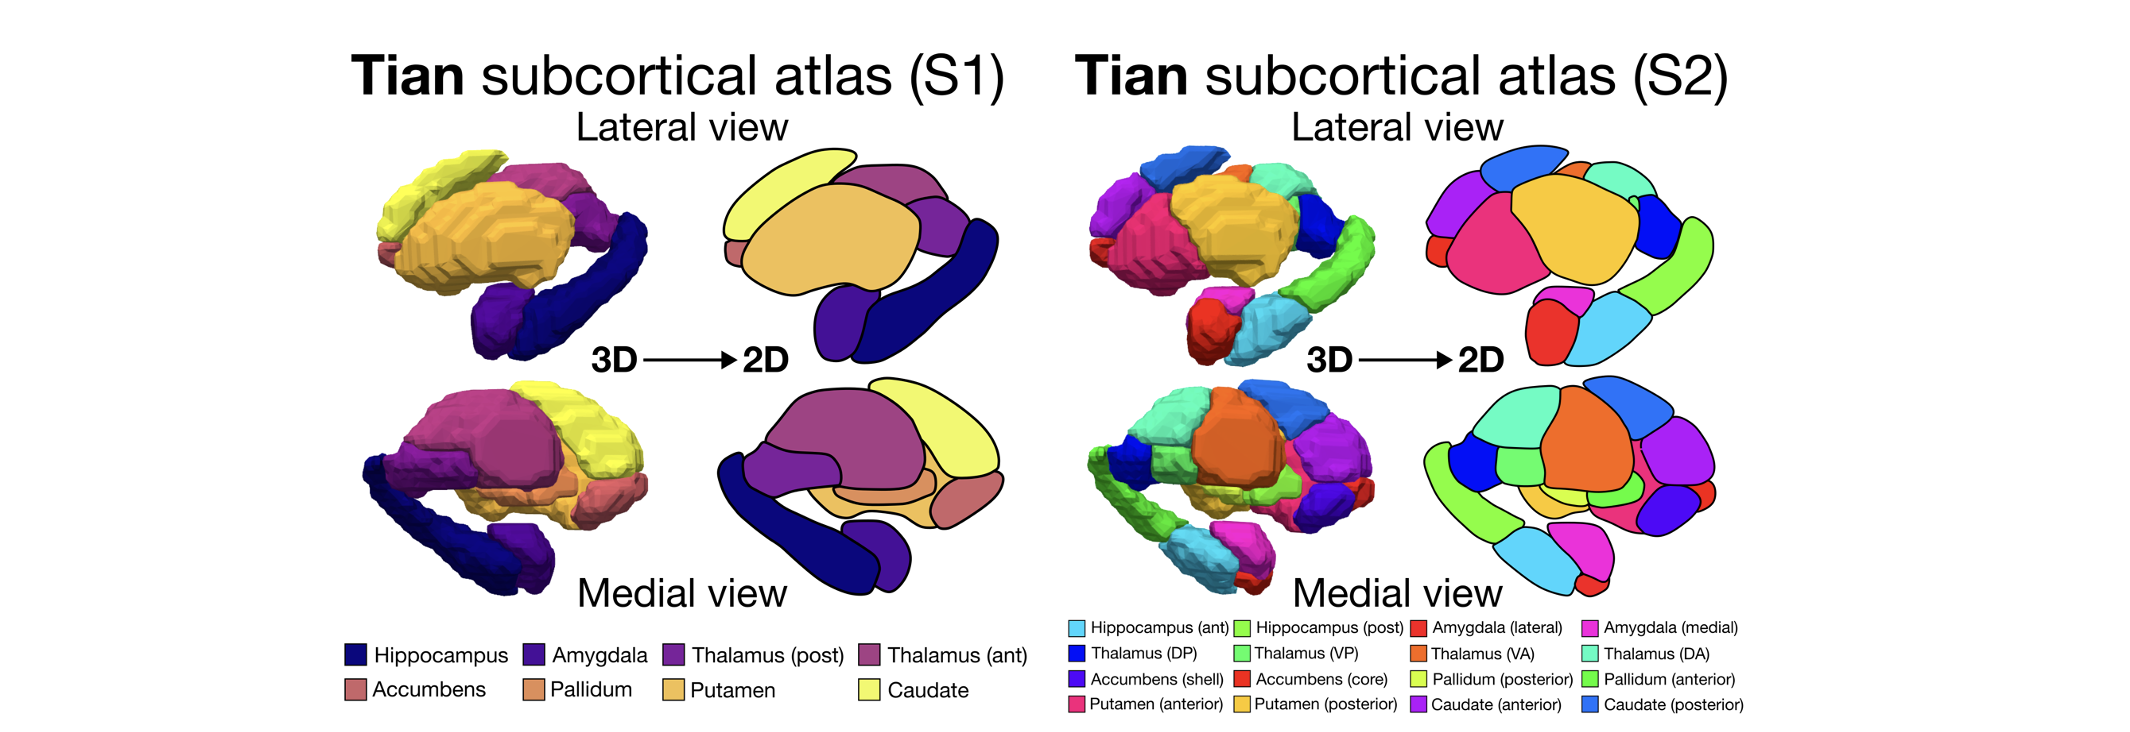 Tian subcortical atlas (S1)
Lateral view
3D 2D
Medial view
Hippocampus Amygdala Thalamus (post) Thalamus (ant)
Accumbens Pallidum Putamen Caudate
Tian subcortical atlas (S2)
Lateral view
3D 2D
Medial view
Hippocampus (ant) Hippocampus (post) Amygdala (lateral) Amygdala (medial)
Thalamus (DP) Thalamus (VP) Thalamus (VA) Thalamus (DA)
Accumbens (shell) Accumbens (core) Pallidum (posterior) Pallidum (anterior)
Putamen (anterior) Putamen (posterior) Caudate (anterior) Caudate (posterior)